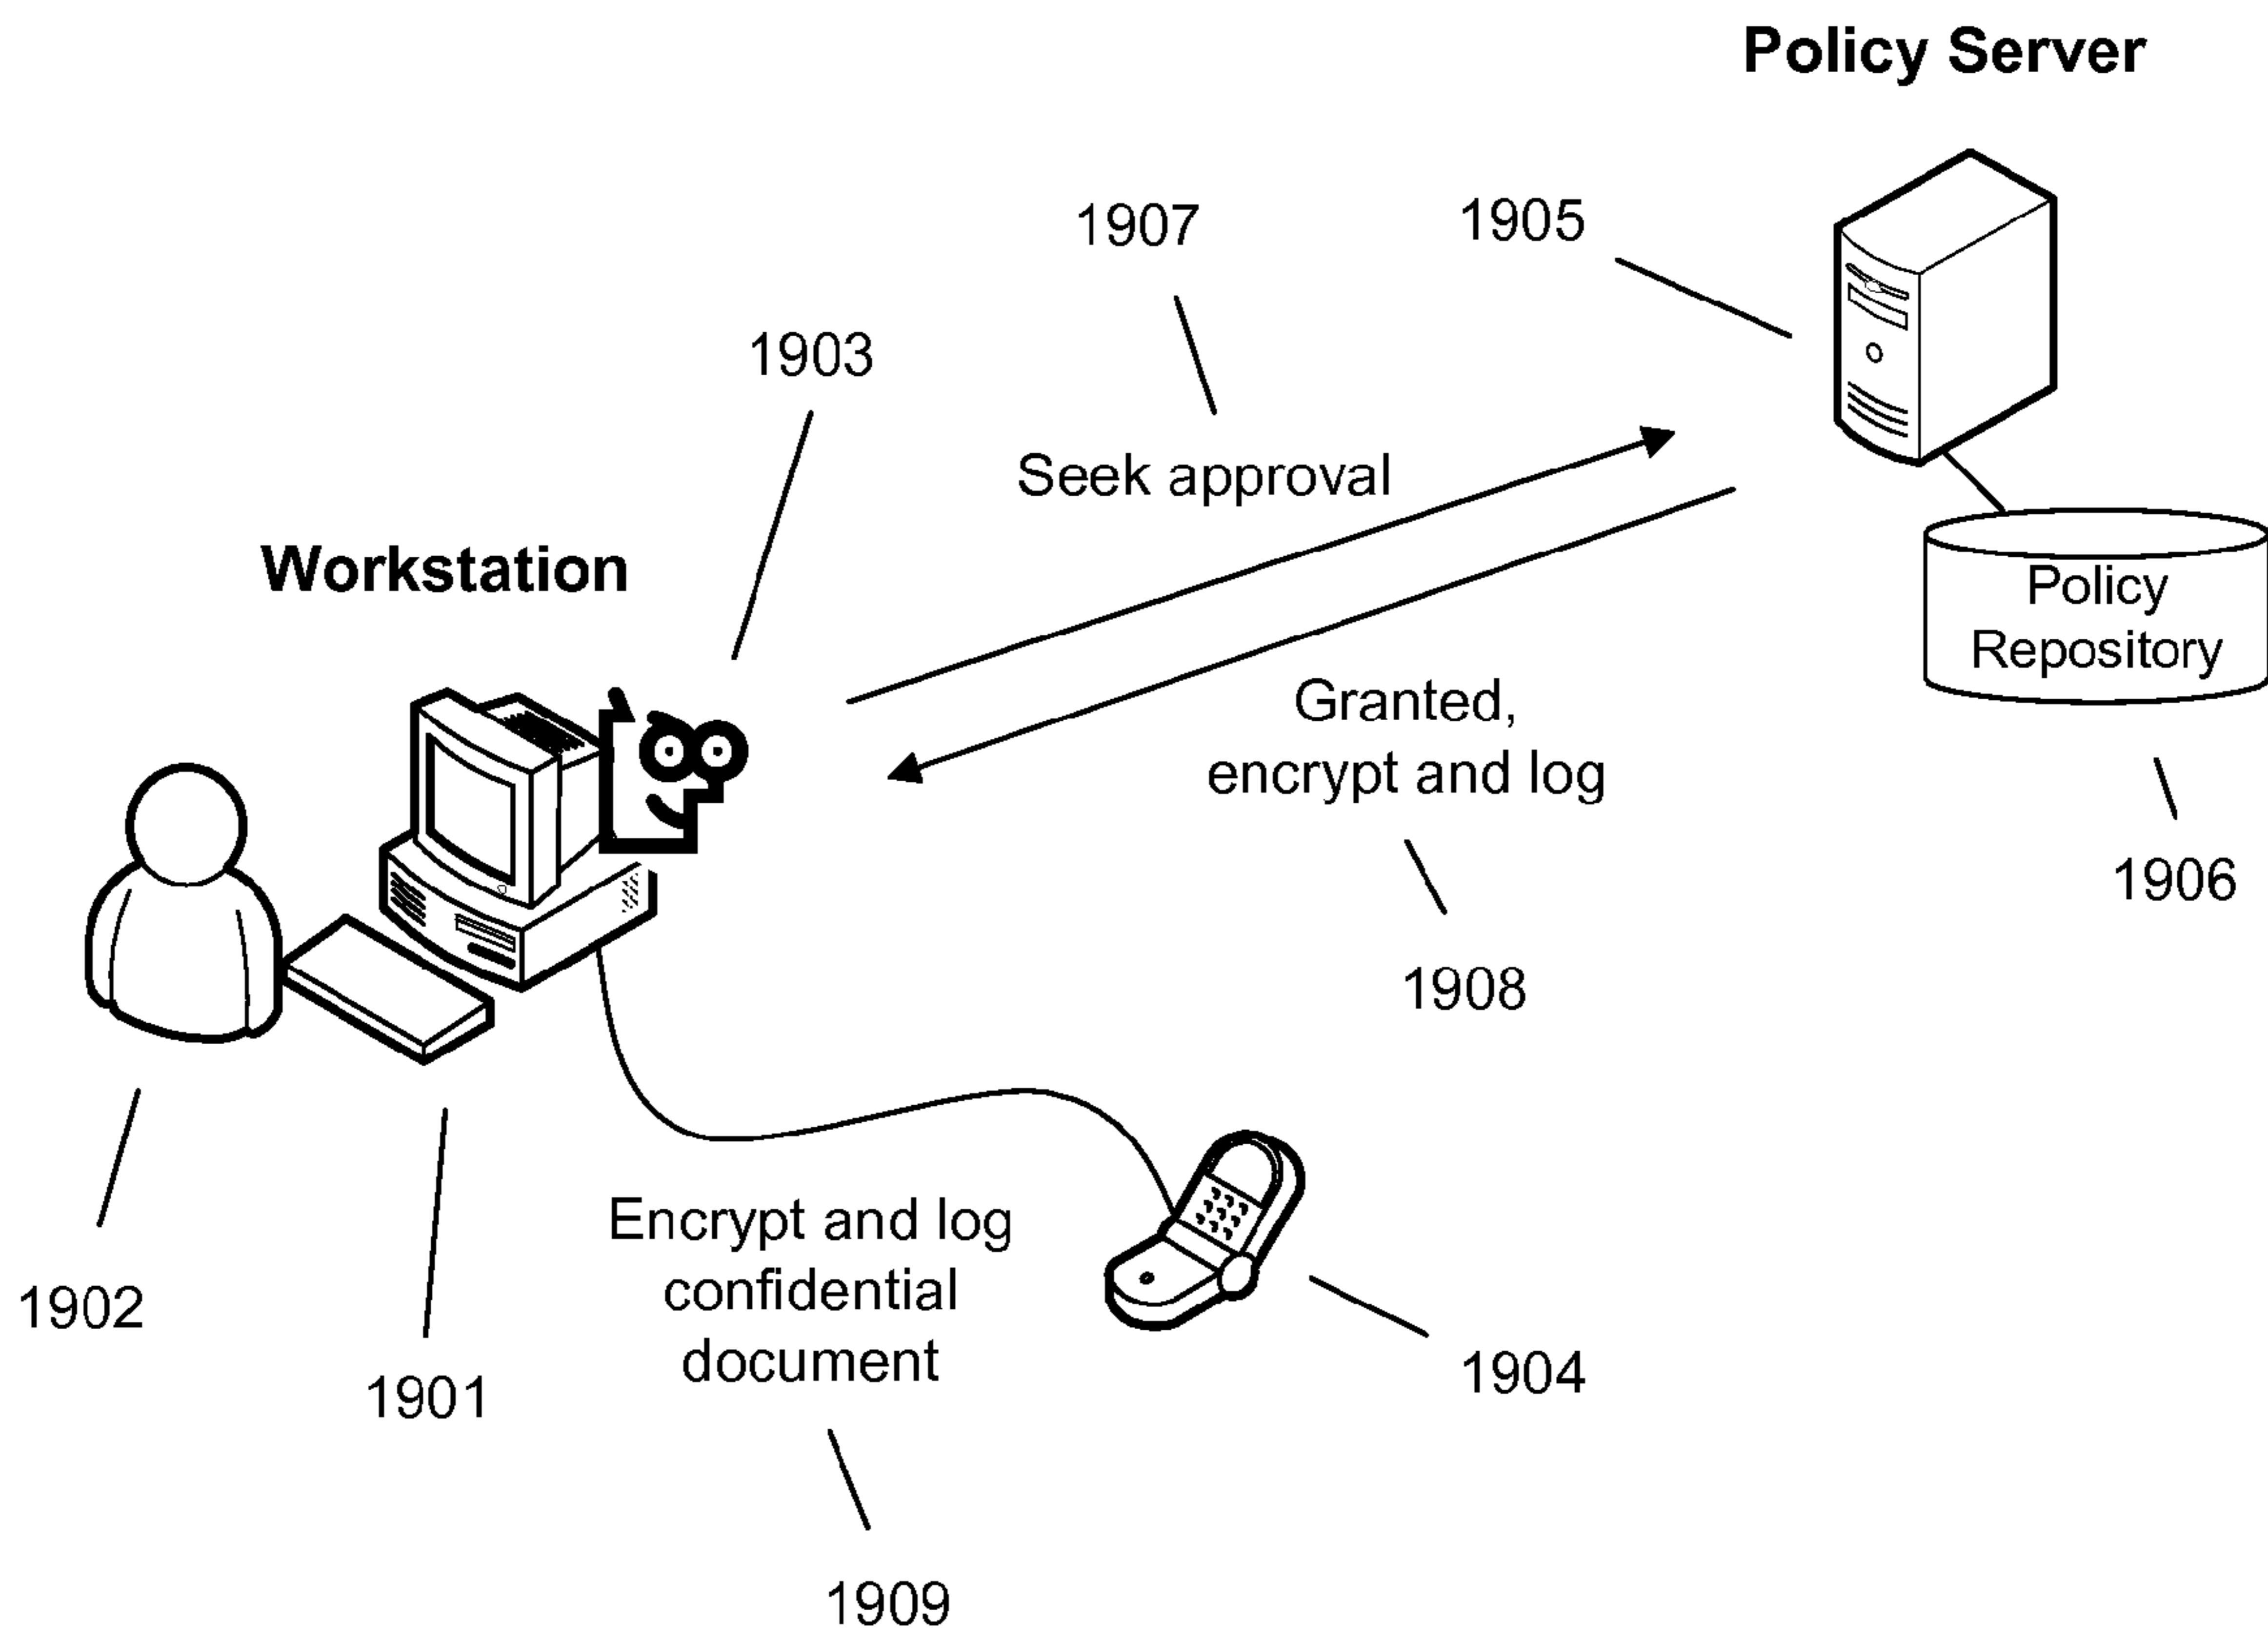 Policy Server
1907
1905
1903
Seek approval
Workstation
Policy
Repository
Granted,
encrypt and log
1906
1908
Encrypt and log
confidential
document
1902
1901
1904
1909